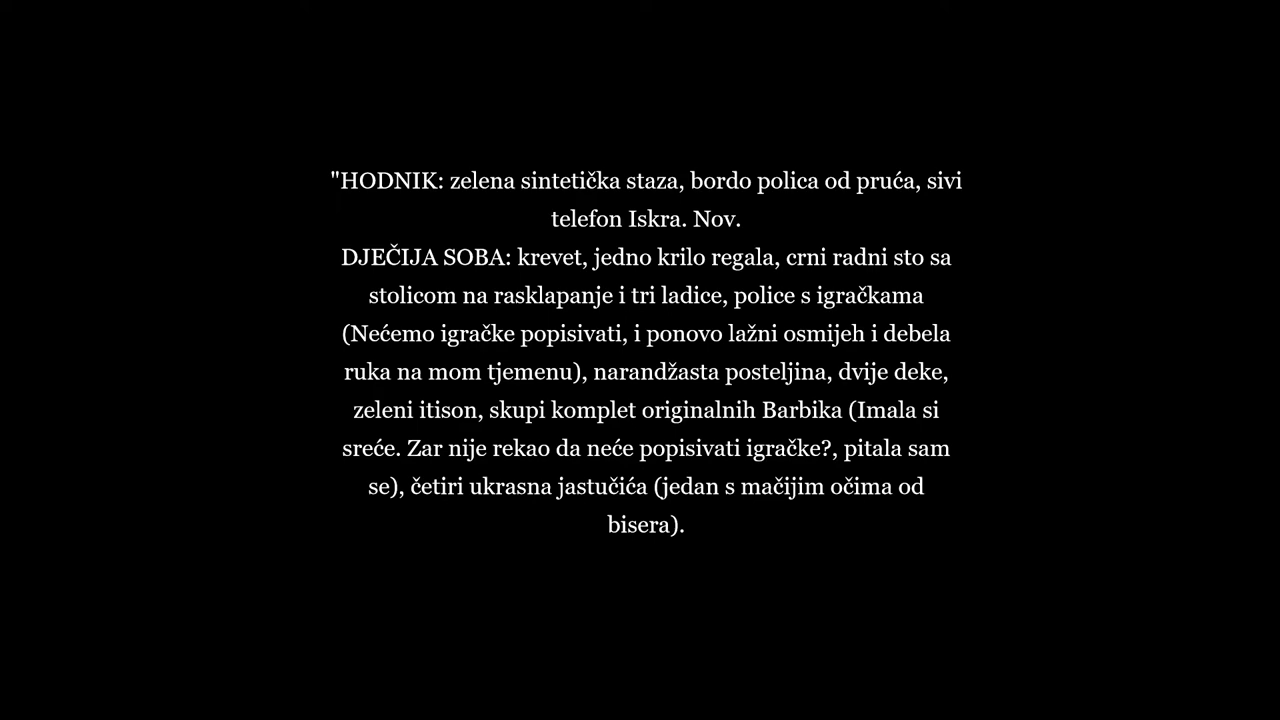 "HODNIK: zelena sintetička staza, bordo polica od pruća, sivi
telefon Iskra. Nov.
DJEČIJA SOBA: krevet, jedno krilo regala, crni radni sto sa
stolicom na rasklapanje i tri ladice, police s igračkama
(Nećemo igračke popisivati, i ponovo lažni osmijeh i debela
ruka na mom tjemenu), narandžasta posteljina, dvije deke,
zeleni itison, skupi komplet originalnih Barbika (Imala si
sreće. Zar nije rekao da neće popisivati igračke?, pitala sam
se), četiri ukrasna jastučića (jedan s mačijim očima od
bisera).